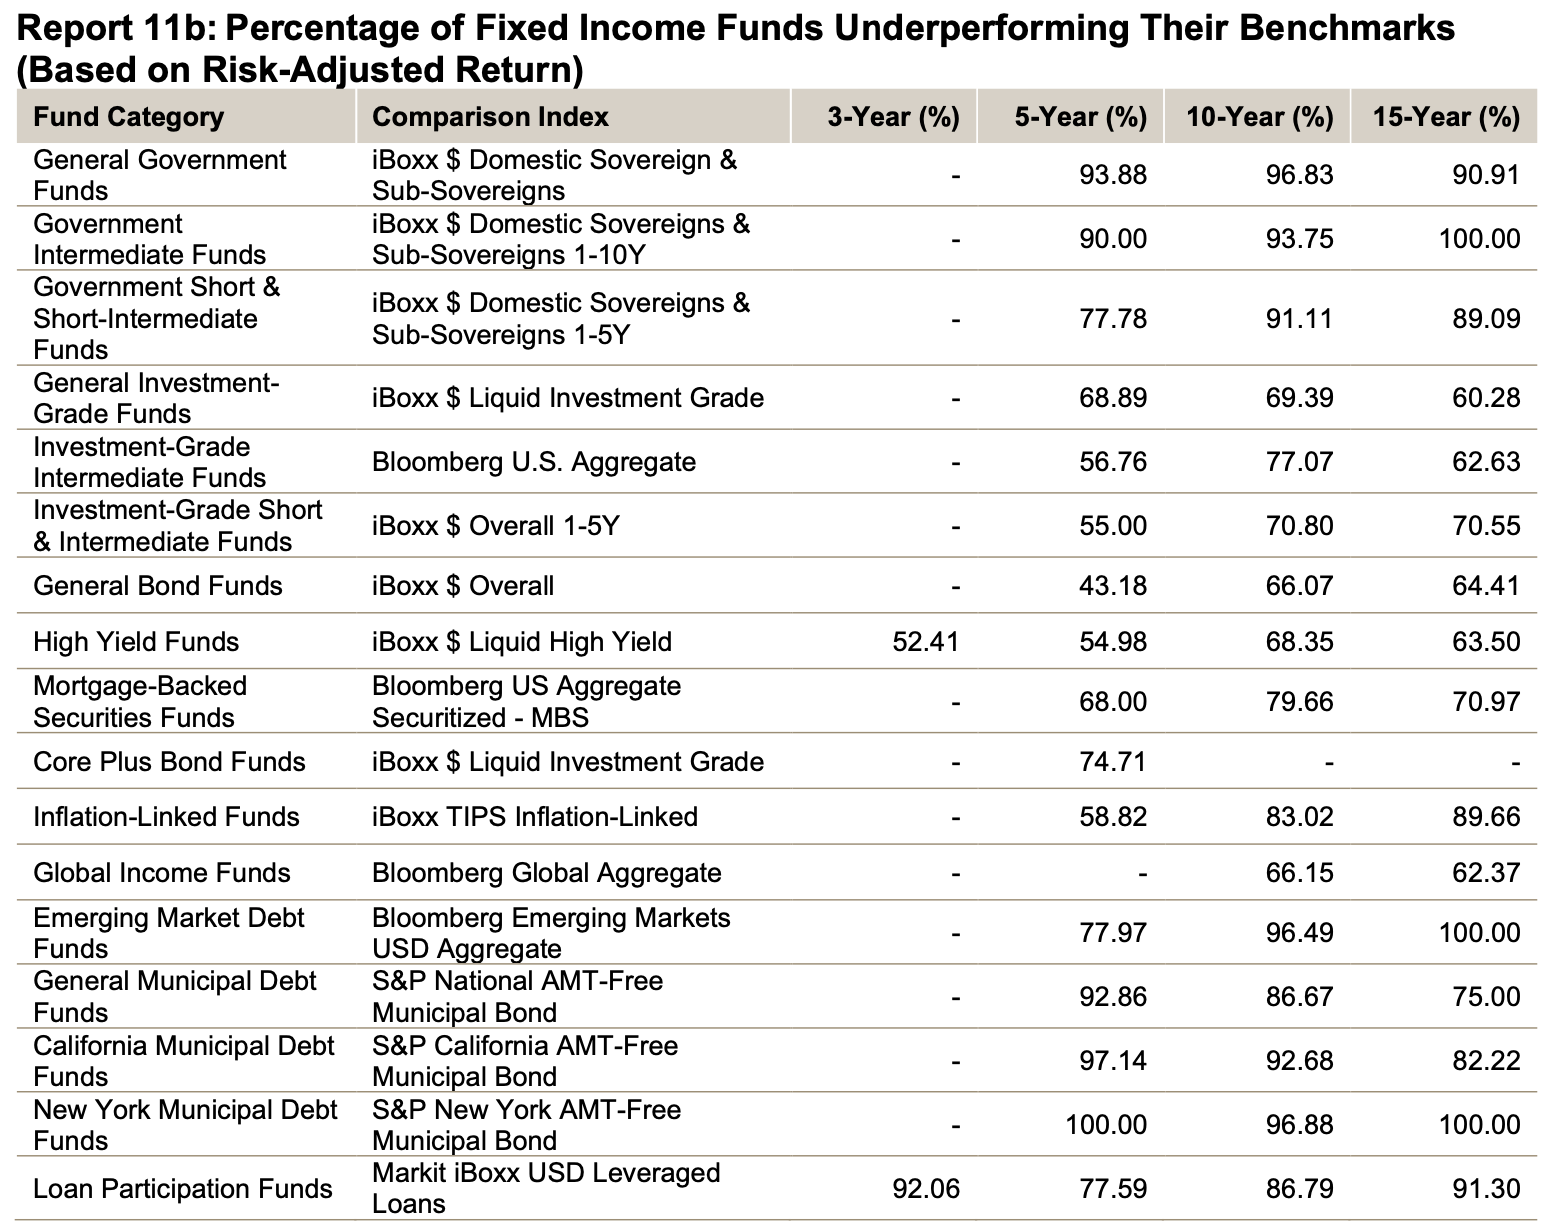 Report 11b: Percentage of Fixed Income Funds Underperforming Their Benchmarks
(Based on Risk-Adjusted Return)
Fund Category Comparison Index 3-Year (%) 5-Year (%) 10-Year (%) 15-Year (%)
General Government
Funds
iBoxx $ Domestic Sovereign &
Sub-Sovereigns
- 93.88 96.83 90.91
Government
Intermediate Funds
iBoxx $ Domestic Sovereigns &
Sub-Sovereigns 1-10Y
- 90.00 93.75 100.00
Government Short &
Short-Intermediate
Funds
iBoxx $ Domestic Sovereigns &
Sub-Sovereigns 1-5Y
- 77.78 91.11 89.09
General Investment-
Grade Funds
iBoxx $ Liquid Investment Grade
- 68.89 69.39 60.28
Investment-Grade
Intermediate Funds
Bloomberg U.S. Aggregate
- 56.76 77.07 62.63
Investment-Grade Short
& Intermediate Funds
iBoxx $ Overall 1-5Y
- 55.00 70.80 70.55
General Bond Funds iBoxx $ Overall - 43.18 66.07 64.41
High Yield Funds iBoxx $ Liquid High Yield 52.41 54.98 68.35 63.50
Mortgage-Backed
Securities Funds
Bloomberg US Aggregate
Securitized - MBS
- 68.00 79.66 70.97
Core Plus Bond Funds iBoxx $ Liquid Investment Grade - 74.71 - -
Inflation-Linked Funds iBoxx TIPS Inflation-Linked - 58.82 83.02 89.66
Global Income Funds Bloomberg Global Aggregate - - 66.15 62.37
Emerging Market Debt
Funds
Bloomberg Emerging Markets
USD Aggregate
- 77.97 96.49 100.00
General Municipal Debt
Funds
S&P National AMT-Free
Municipal Bond
- 92.86 86.67 75.00
California Municipal Debt
Funds
S&P California AMT-Free
Municipal Bond
- 97.14 92.68 82.22
New York Municipal Debt
Funds
S&P New York AMT-Free
Municipal Bond
- 100.00 96.88 100.00
Loan Participation Funds
Markit iBoxx USD Leveraged
Loans
92.06 77.59 86.79 91.30